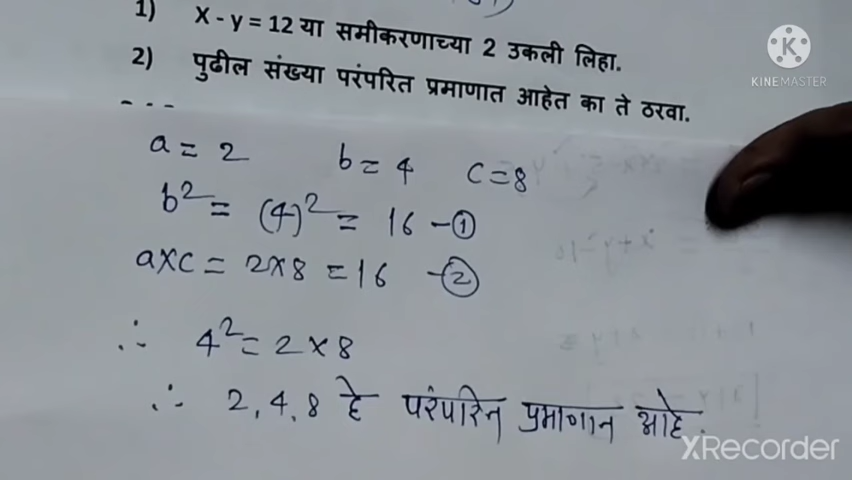 1) X - y = 12 या समीकरणाच्या 2 उकली लिहा.
KINEMASTER
2) पुढील संख्या परंपरित प्रमाणात आहेत का ते ठरवा.
a = 2 b = 4 c = 8
b² = (4)² = 16 - ①
a×c = 2×8 = 16 - ②
∴ 4² = 2 × 8
∴ 2, 4, 8 हे परंपरित प्रमाणात आहे.
XRecorder